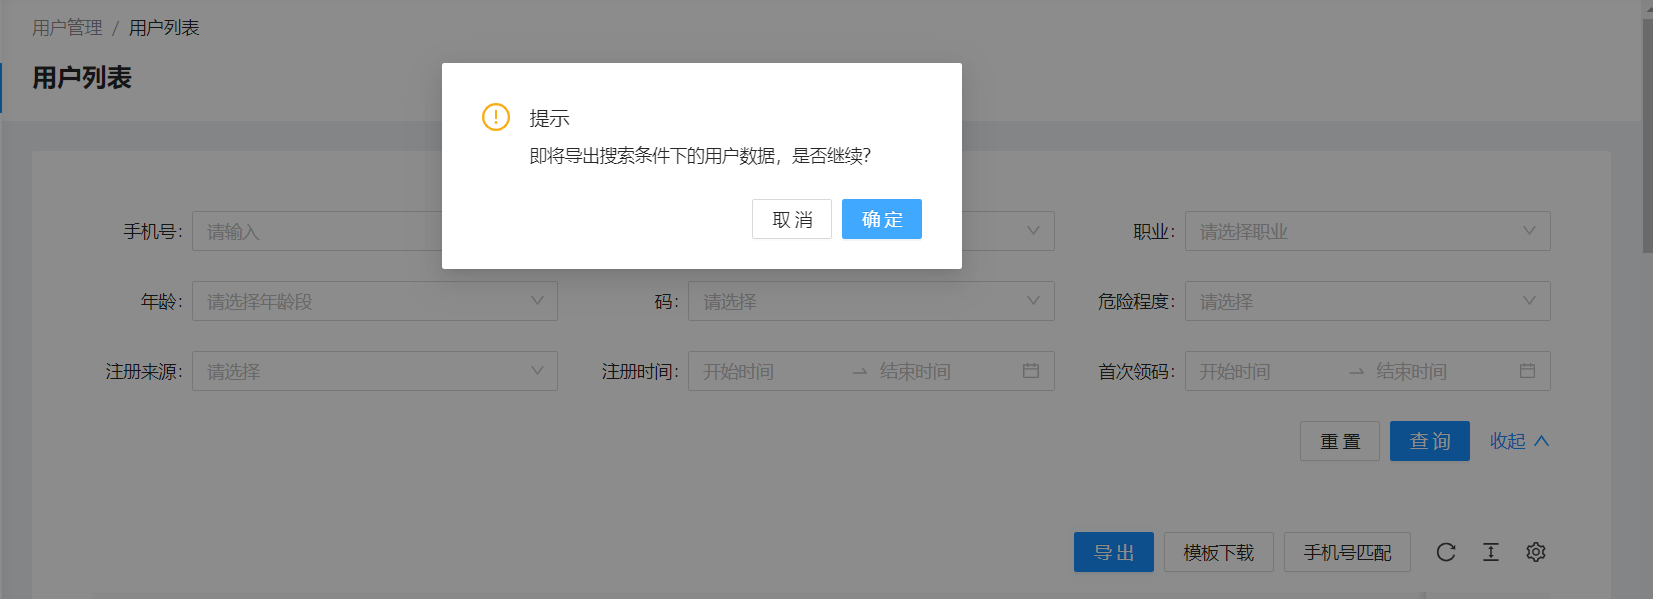 用户管理 / 用户列表
用户列表
提示
即将导出搜索条件下的用户数据，是否继续?
取 消
确 定
手机号:
请输入
职业:
请选择职业
年龄:
请选择年龄段
码:
请选择
危险程度:
请选择
注册来源:
请选择
注册时间:
开始时间
结束时间
首次领码:
开始时间
结束时间
重 置
查 询
收起
导 出
模板下载
手机号匹配